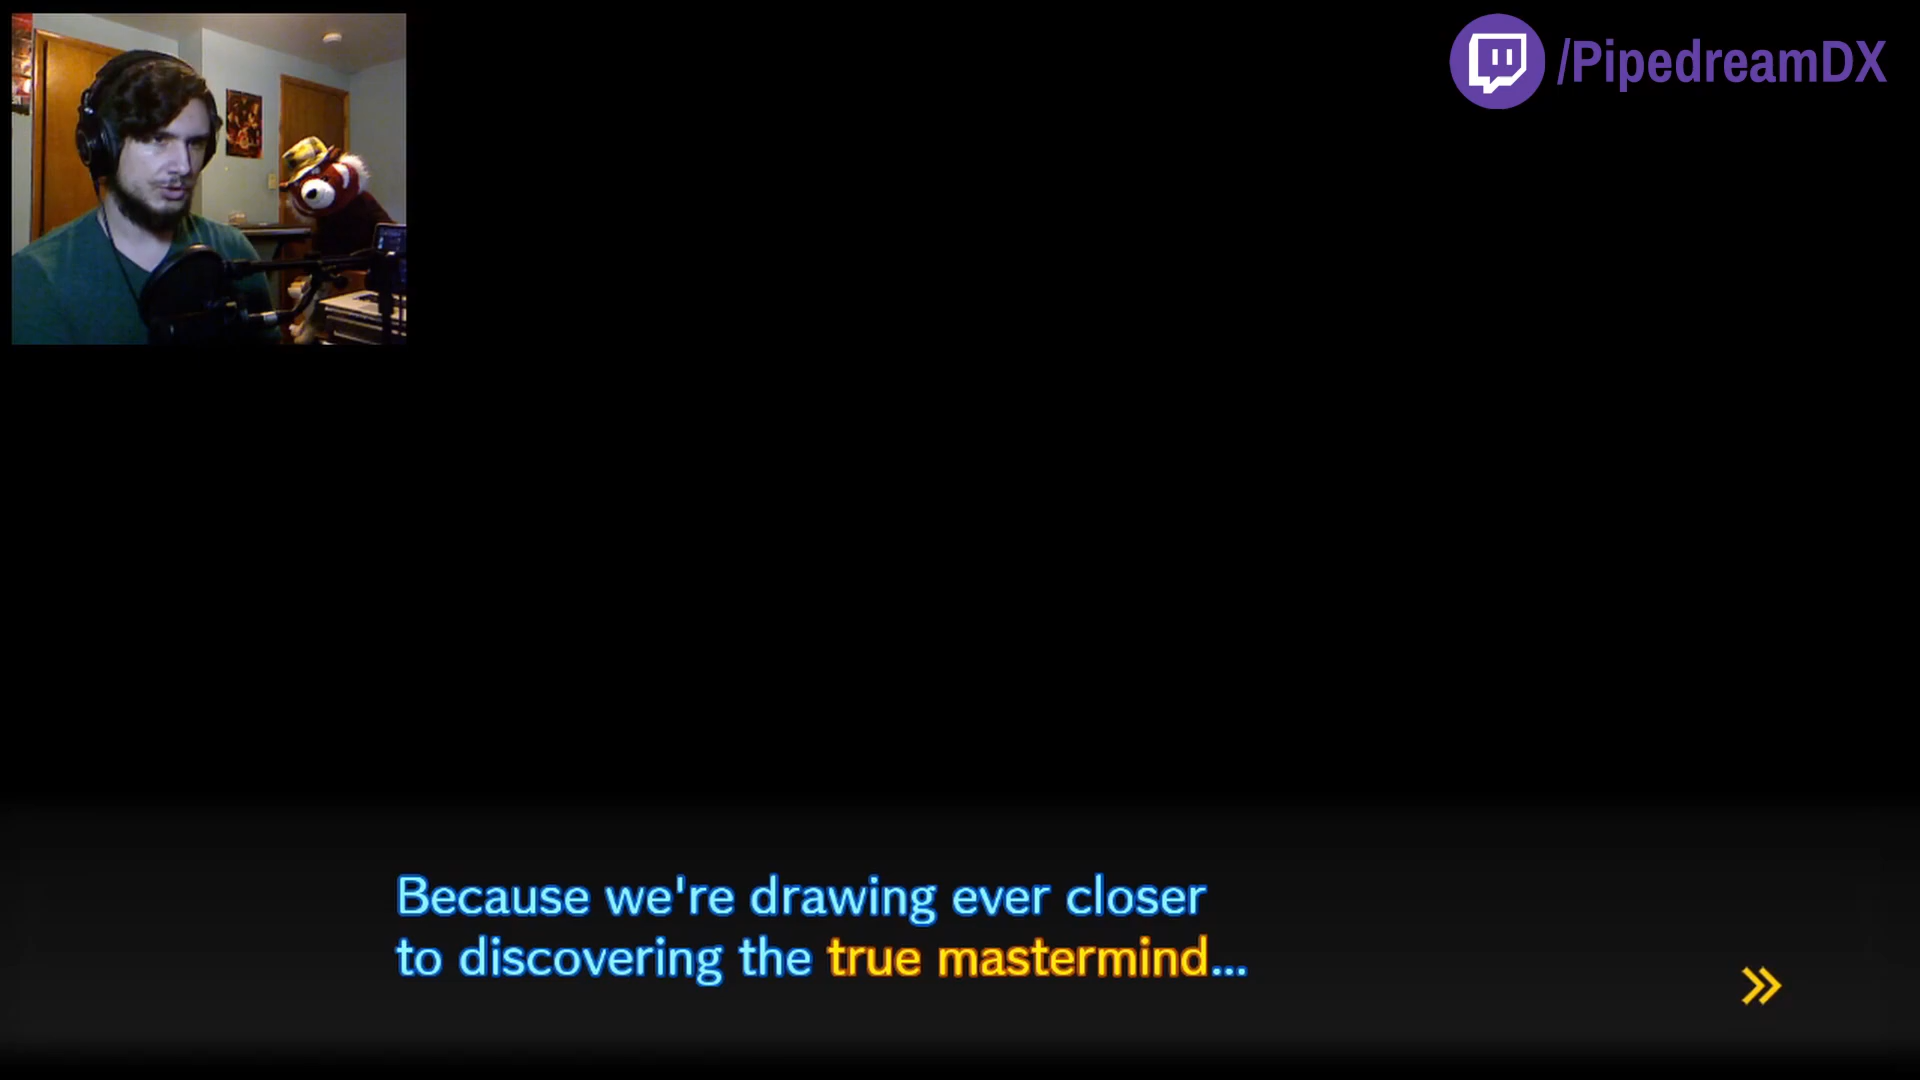 /PipedreamDX
Because we're drawing ever closer
to discovering the true mastermind...